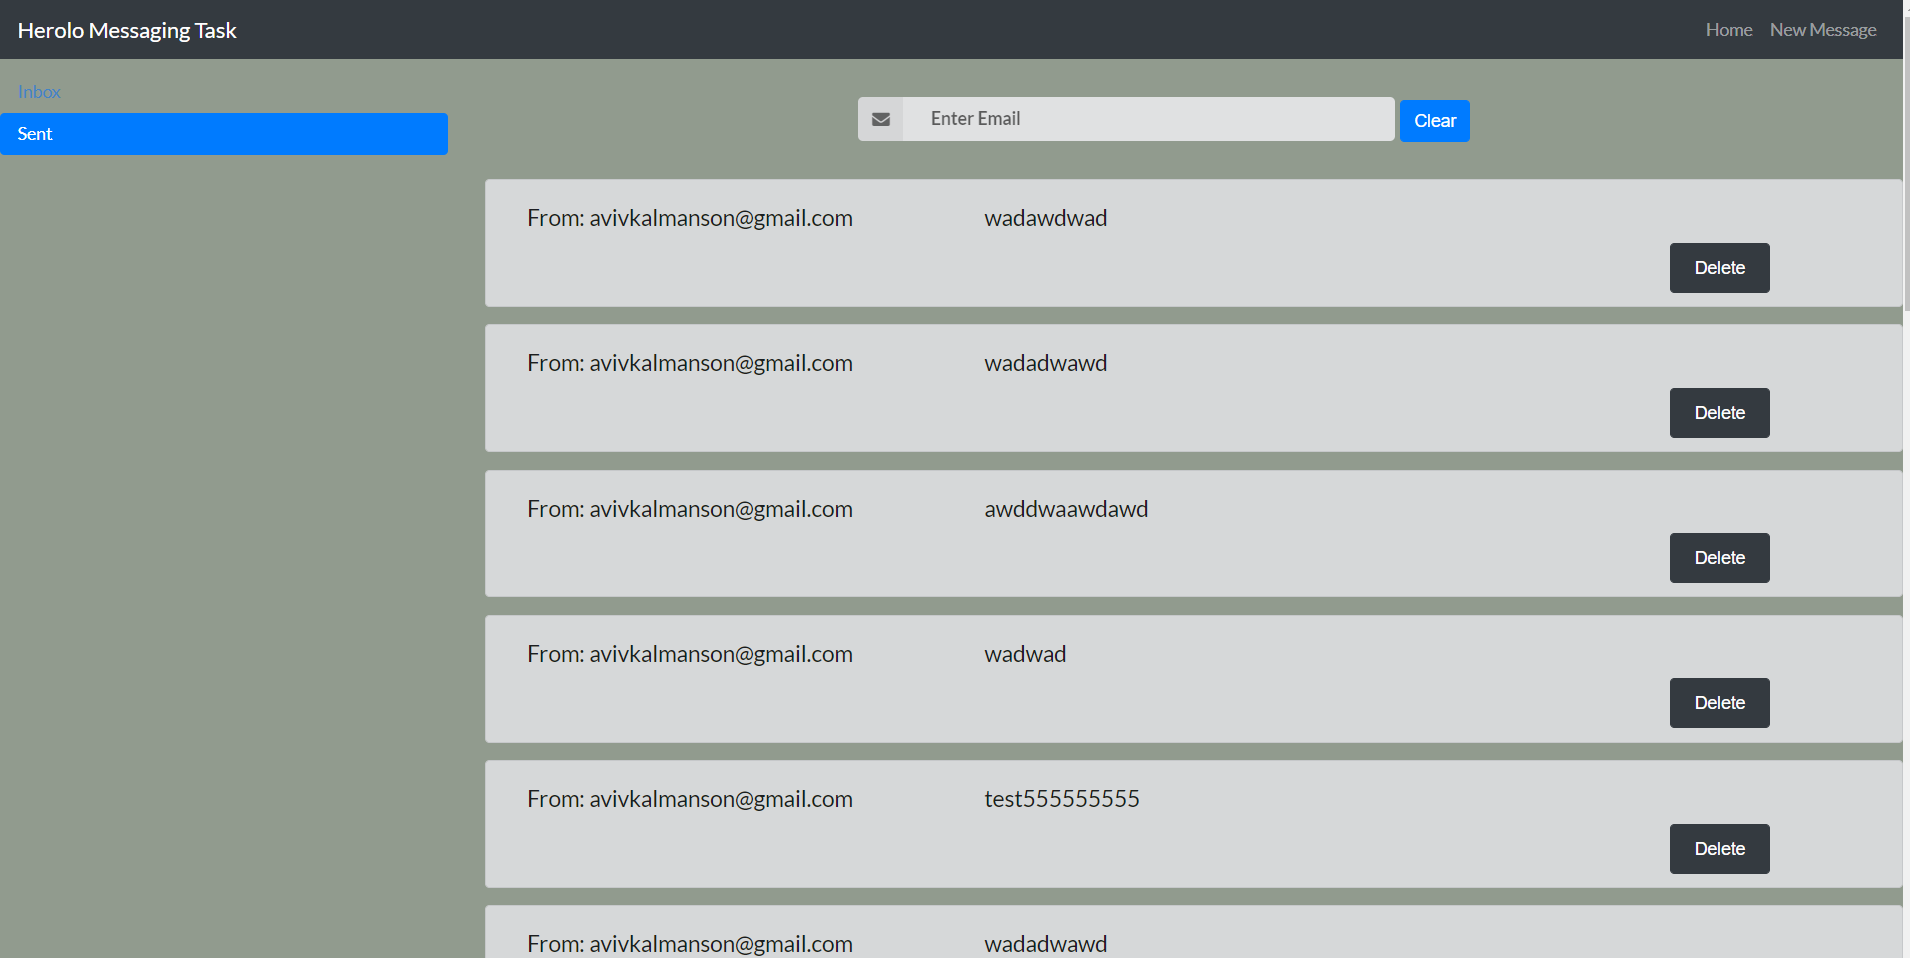 Herolo Messaging Task
Home New Message
Inbox
Sent
Enter Email
Clear
From: avivkalmanson@gmail.com wadawdwad
Delete
From: avivkalmanson@gmail.com wadadwawd
Delete
From: avivkalmanson@gmail.com awddwaawdawd
Delete
From: avivkalmanson@gmail.com wadwad
Delete
From: avivkalmanson@gmail.com test555555555
Delete
From: avivkalmanson@gmail.com wadadwawd